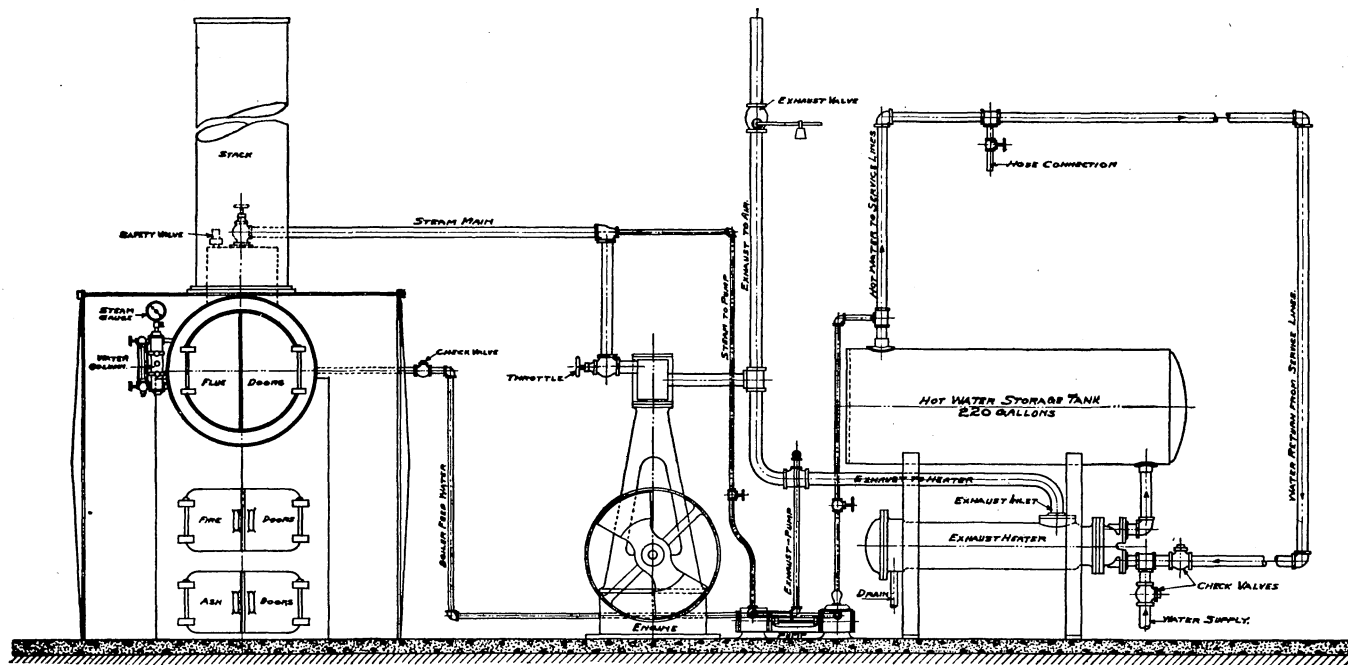 EXHAUST VALVE
STACK
HOSE CONNECTION
STEAM MAIN
SAFETY VALVE
EXHAUST TO AIR.
HOT WATER TO SERVICE LINES
STEAM TO PUMP
STEAM
GAUGE
WATER
COLUMN
CHECK VALVE
FLUE DOORS
THROTTLE
HOT WATER STORAGE TANK
220 GALLONS
WATER RETURN FROM SERVICE LINES.
EXHAUST TO HEATER
EXHAUST INLET
BOILER FEED WATER
FIRE DOORS
EXHAUST-PUMP
EXHAUST HEATER
ASH DOORS
DRAIN
CHECK VALVES
WATER SUPPLY.
ENGINE
PUMP